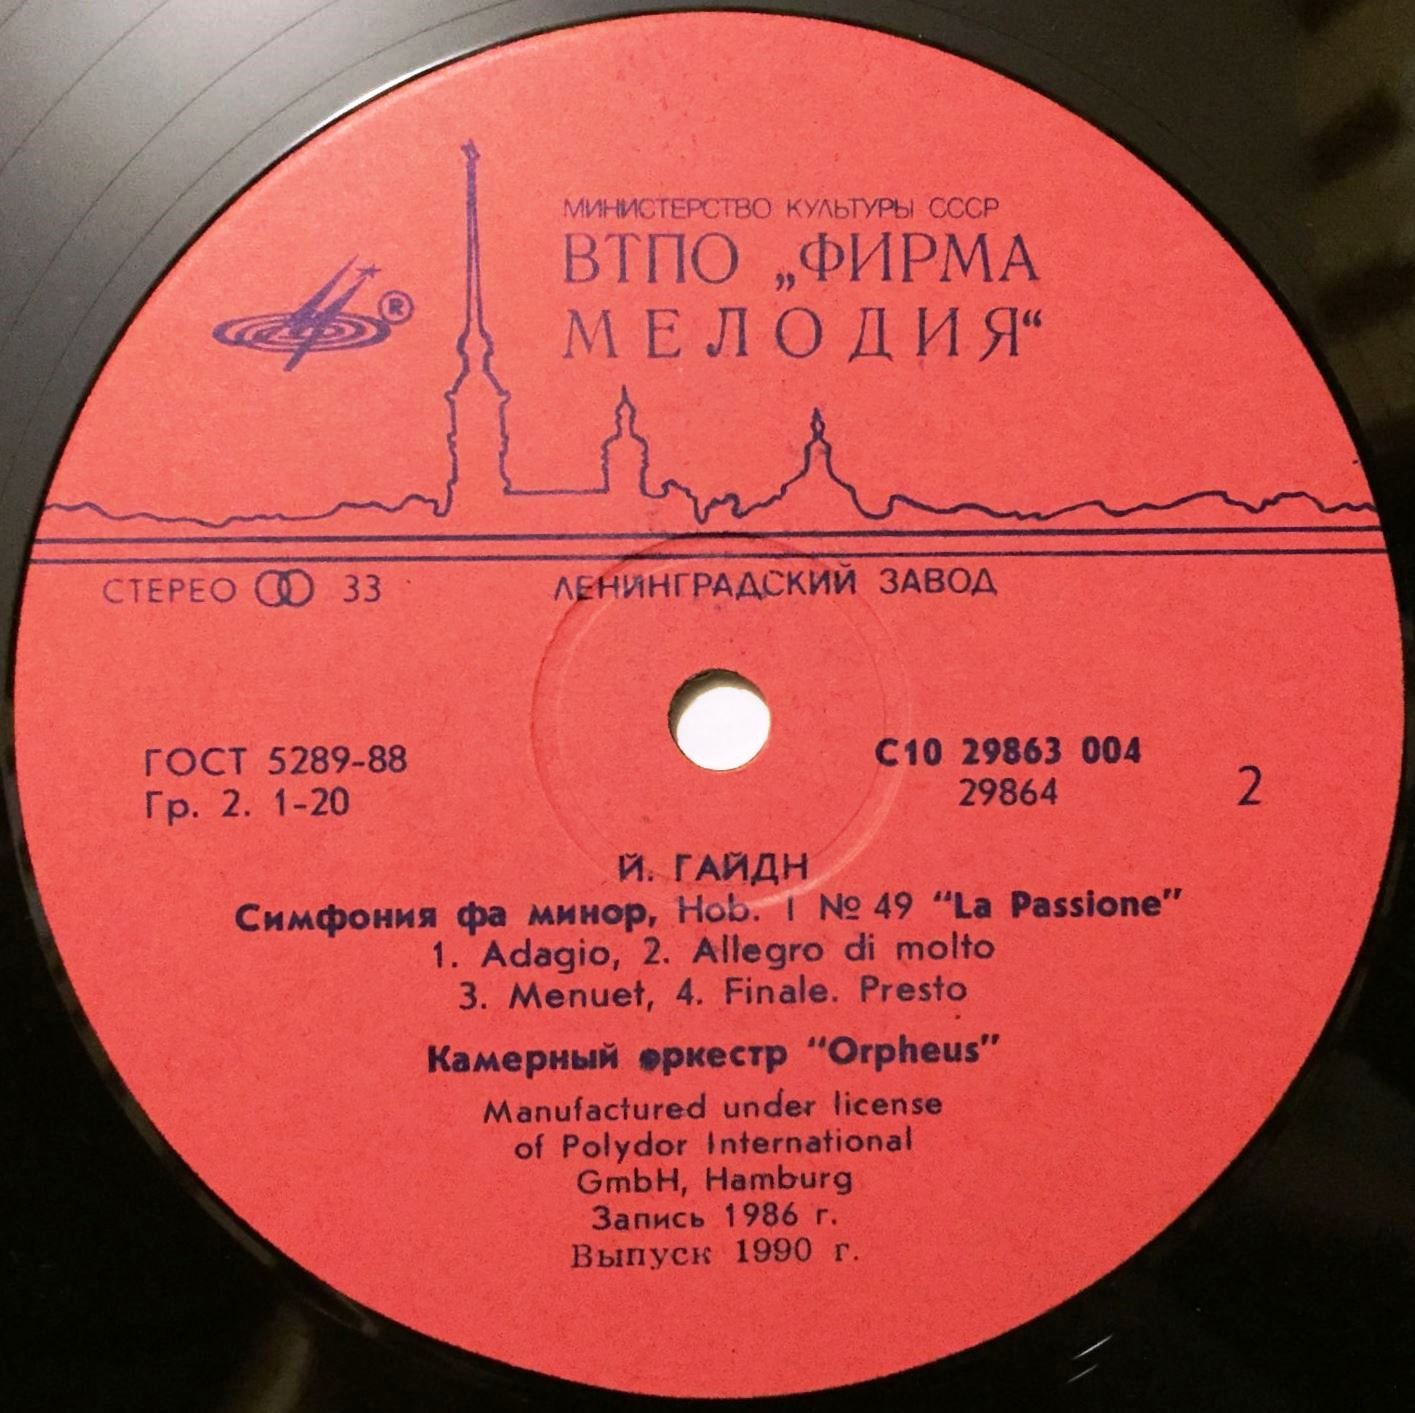 МИНИСТЕРСТВО КУЛЬТУРЫ СССР
ВТПО „ФИРМА
МЕЛОДИЯ“
®
СТЕРЕО 33
ЛЕНИНГРАДСКИЙ ЗАВОД
ГОСТ 5289-88
Гр. 2. 1-20
С10 29863 004
29864
2
Й. ГАЙДН
Симфония фа минор, Hob. I № 49 “La Passione”
1. Adagio, 2. Allegro di molto
3. Menuet, 4. Finale. Presto
Камерный оркестр “Orpheus”
Manufactured under license
of Polydor International
GmbH, Hamburg
Запись 1986 г.
Выпуск 1990 г.